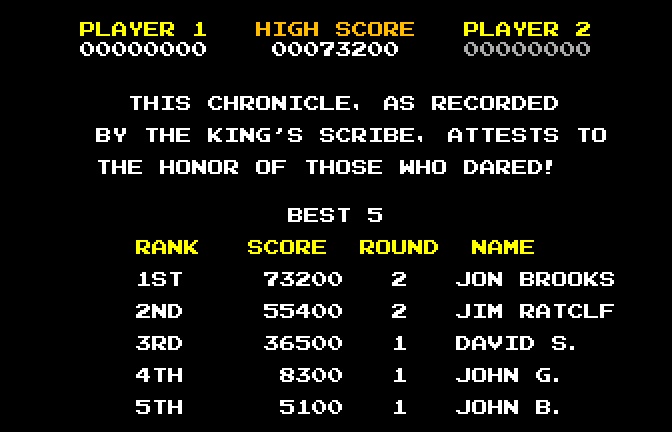 PLAYER 1 HIGH SCORE PLAYER 2
00000000 00073200 00000000
THIS CHRONICLE, AS RECORDED
BY THE KING'S SCRIBE, ATTESTS TO
THE HONOR OF THOSE WHO DARED!
BEST 5
RANK SCORE ROUND NAME
1ST 73200 2 JON BROOKS
2ND 55400 2 JIM RATCLF
3RD 36500 1 DAVID S.
4TH 8300 1 JOHN G.
5TH 5100 1 JOHN B.